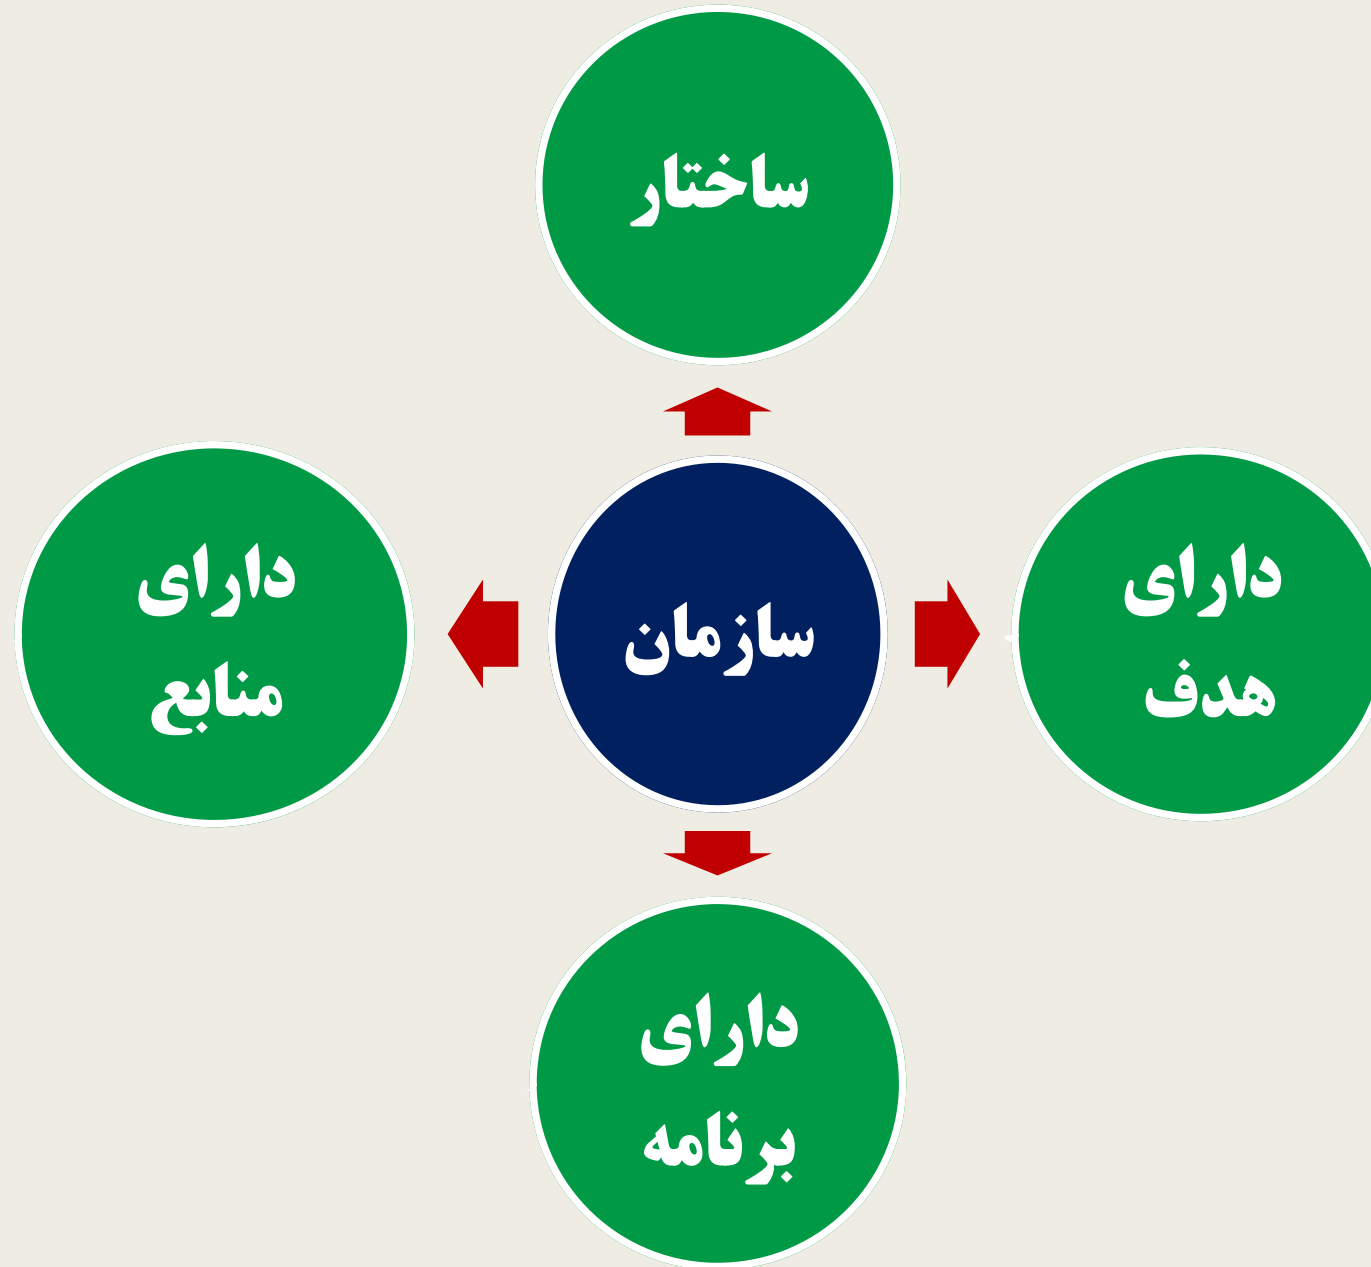 ساختار
دارای
هدف
سازمان
دارای
منابع
دارای
برنامه